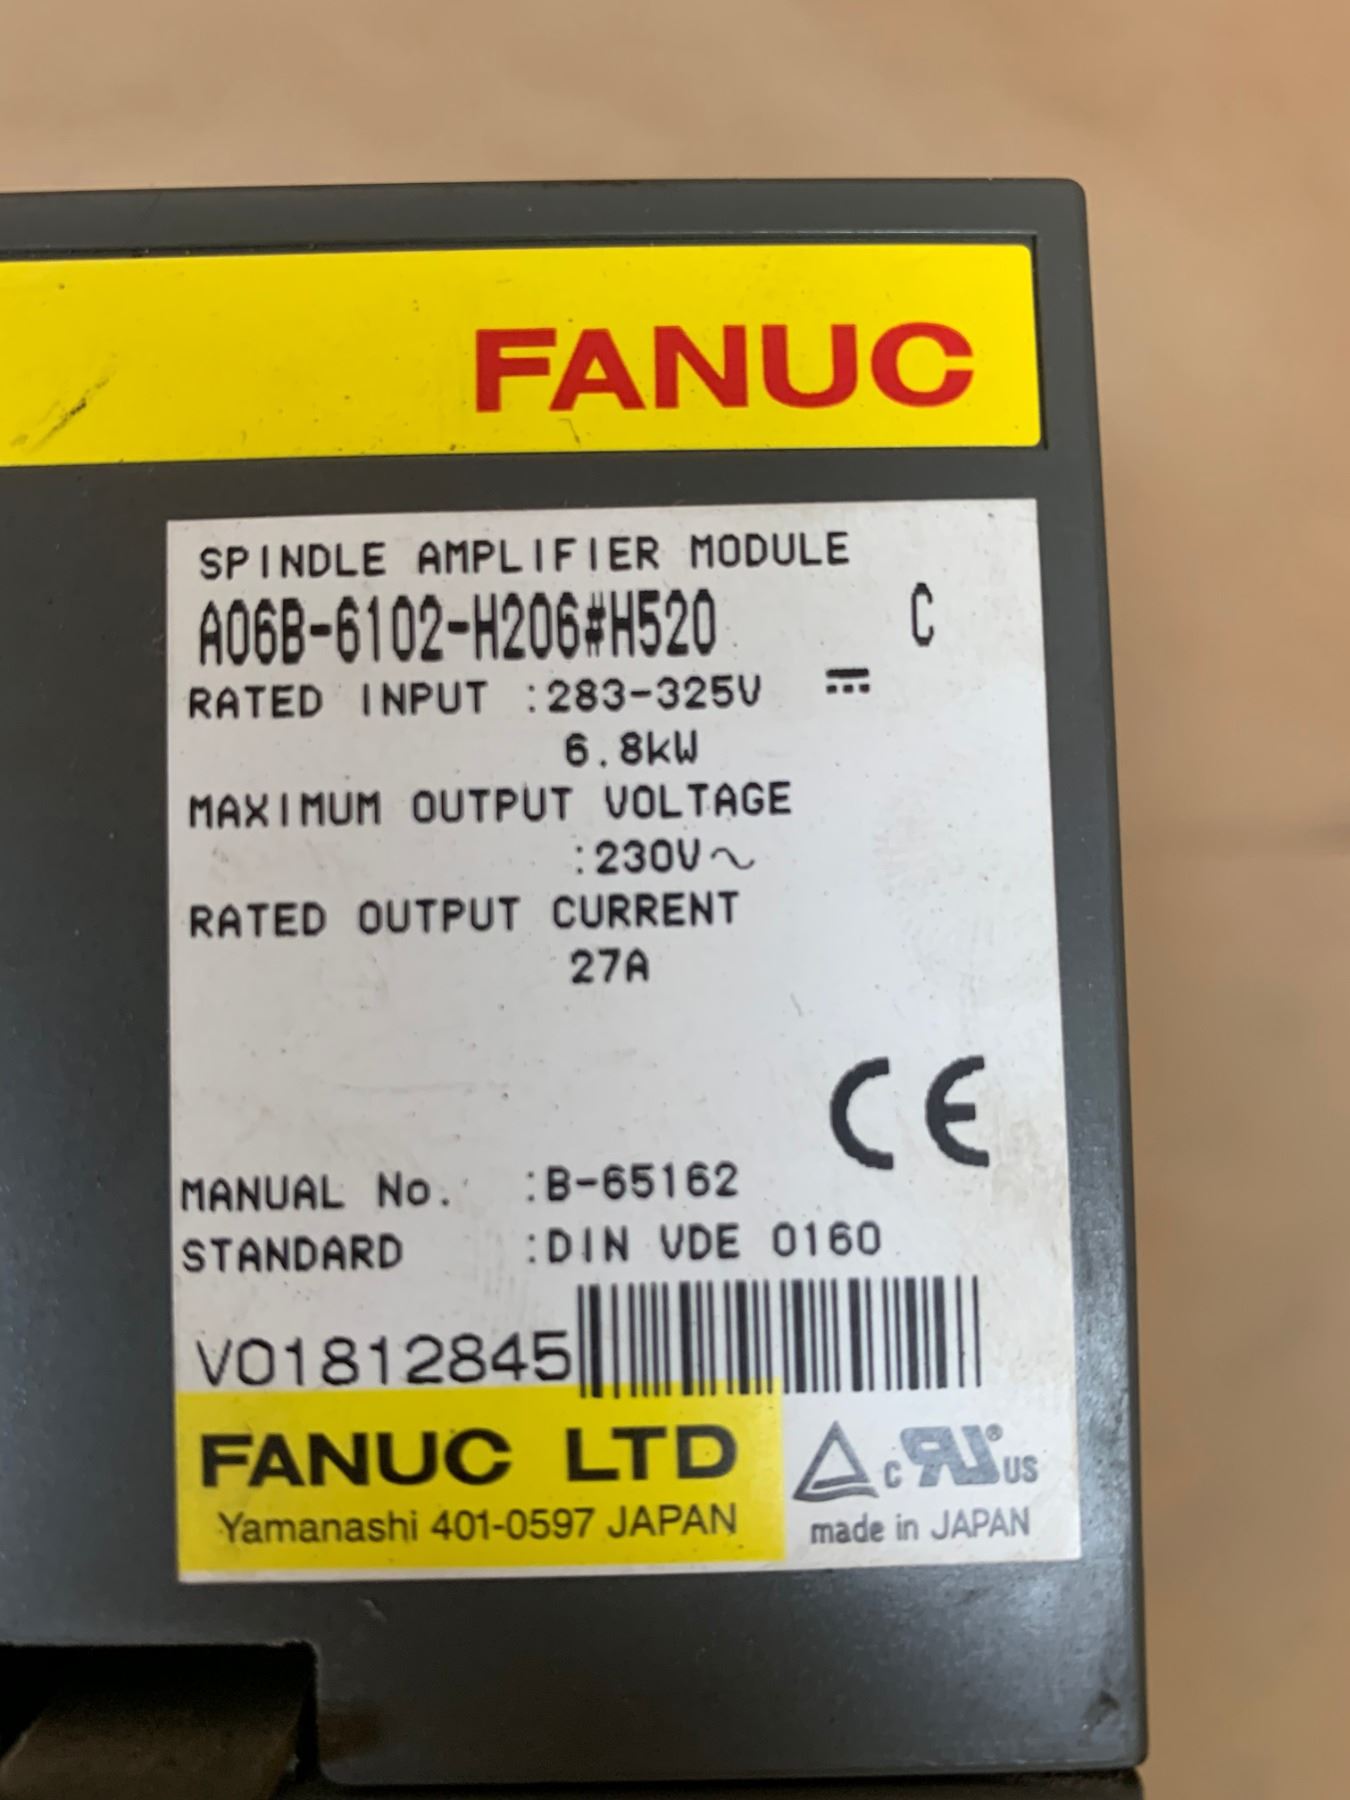 FANUC
SPINDLE AMPLIFIER MODULE
A06B-6102-H206#H520 C
RATED INPUT :283-325V ⎓
6.8kW
MAXIMUM OUTPUT VOLTAGE
:230V～
RATED OUTPUT CURRENT
27A
CE
MANUAL No. :B-65162
STANDARD :DIN VDE 0160
V01812845
FANUC LTD
Yamanashi 401-0597 JAPAN
c RU® US
made in JAPAN